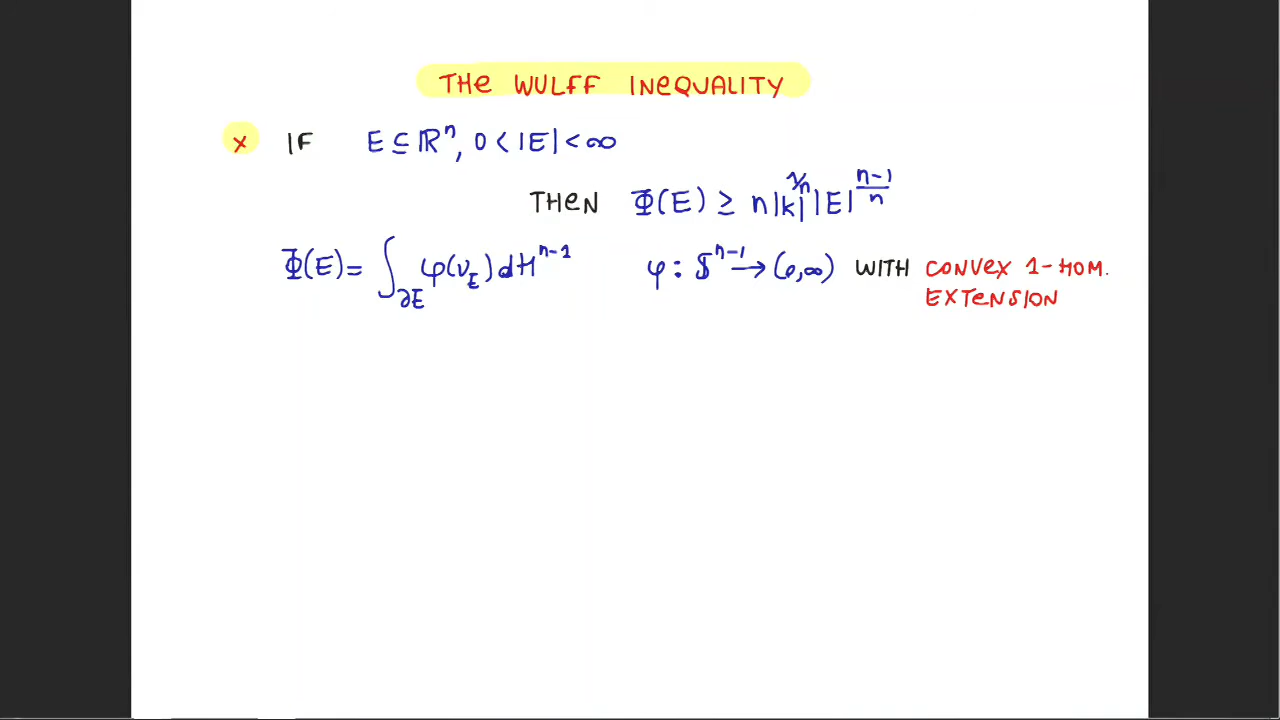 THE WULFF INEQUALITY
x IF E ⊆ ℝⁿ, 0 < |E| < ∞
THEN Φ(E) ≥ n |K|^{1/n} |E|^{\frac{n-1}{n}}
Φ(E) = ∫_{∂E} φ(ν_E) dH^{n-1} φ : 𝕊^{n-1} → (0,∞) WITH CONVEX 1-HOM.
EXTENSION